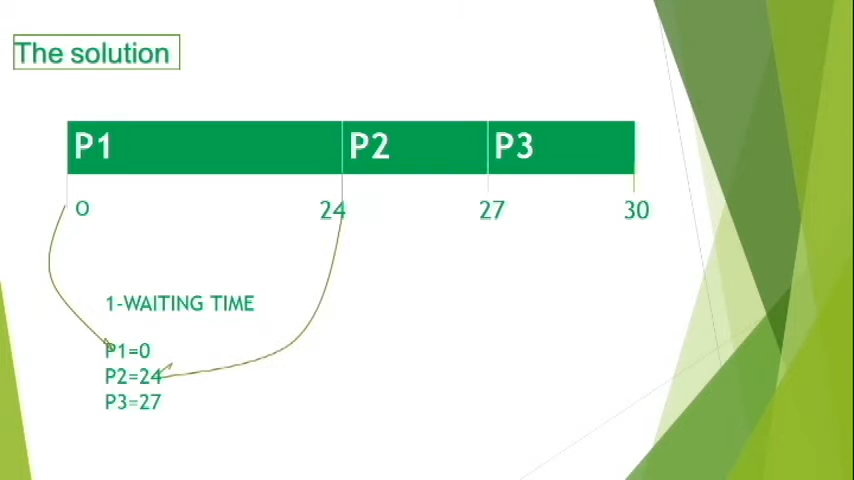 The solution
P1 P2 P3
0 24 27 30
1-WAITING TIME
P1=0
P2=24
P3=27